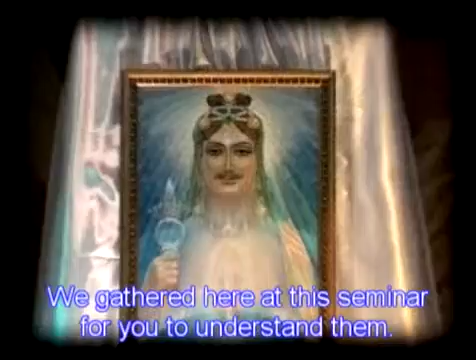 We gathered here at this seminar
for you to understand them.